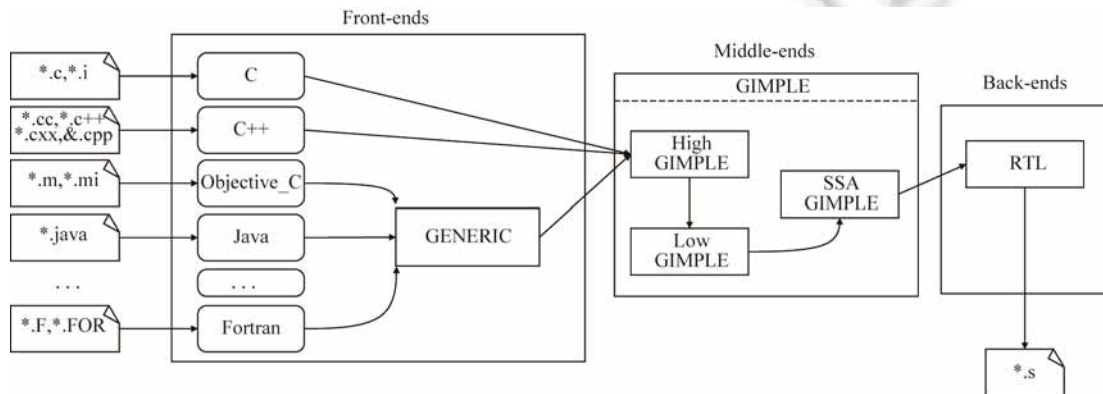 Front-ends
Middle-ends
Back-ends
*.c,*.i
C
*.cc,*.c++
*.cxx,&.cpp
C++
*.m,*.mi
Objective_C
*.java
Java
GENERIC
...
...
*.F,*.FOR
Fortran
GIMPLE
High
GIMPLE
Low
GIMPLE
SSA
GIMPLE
RTL
*.s